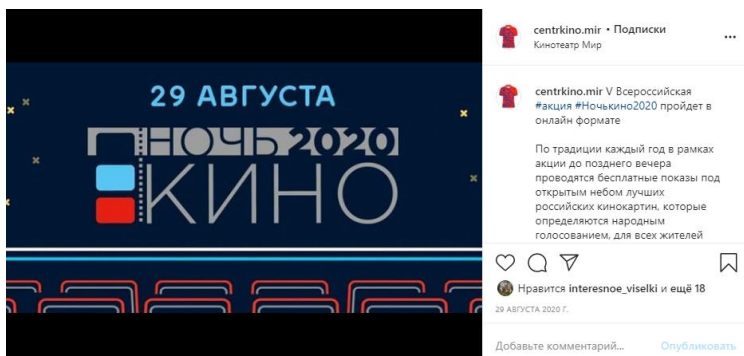 29 АВГУСТА
НОЧЬ 2020
КИНО
centrkino.mir • Подписки
Кинотеатр Мир
centrkino.mir V Всероссийская
#акция #Ночькино2020 пройдет в
онлайн формате
По традиции каждый год в рамках
акции до позднего вечера
проводятся бесплатные показы под
открытым небом лучших
российских кинокартин, которые
определяются народным
голосованием, для всех жителей
Нравится interesnoe_viselki и ещё 18
29 АВГУСТА 2020 Г.
Добавьте комментарий... Опубликовать